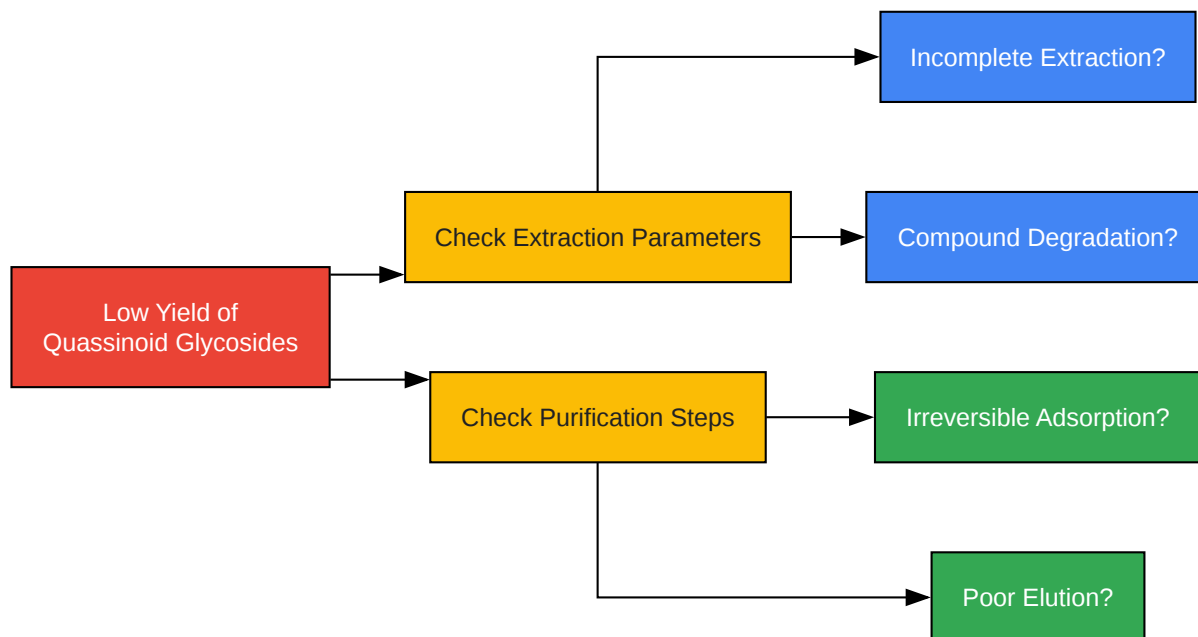 Incomplete Extraction?
Check Extraction Parameters
Compound Degradation?
Low Yield of
Quassinoid Glycosides
Check Purification Steps
Irreversible Adsorption?
Poor Elution?